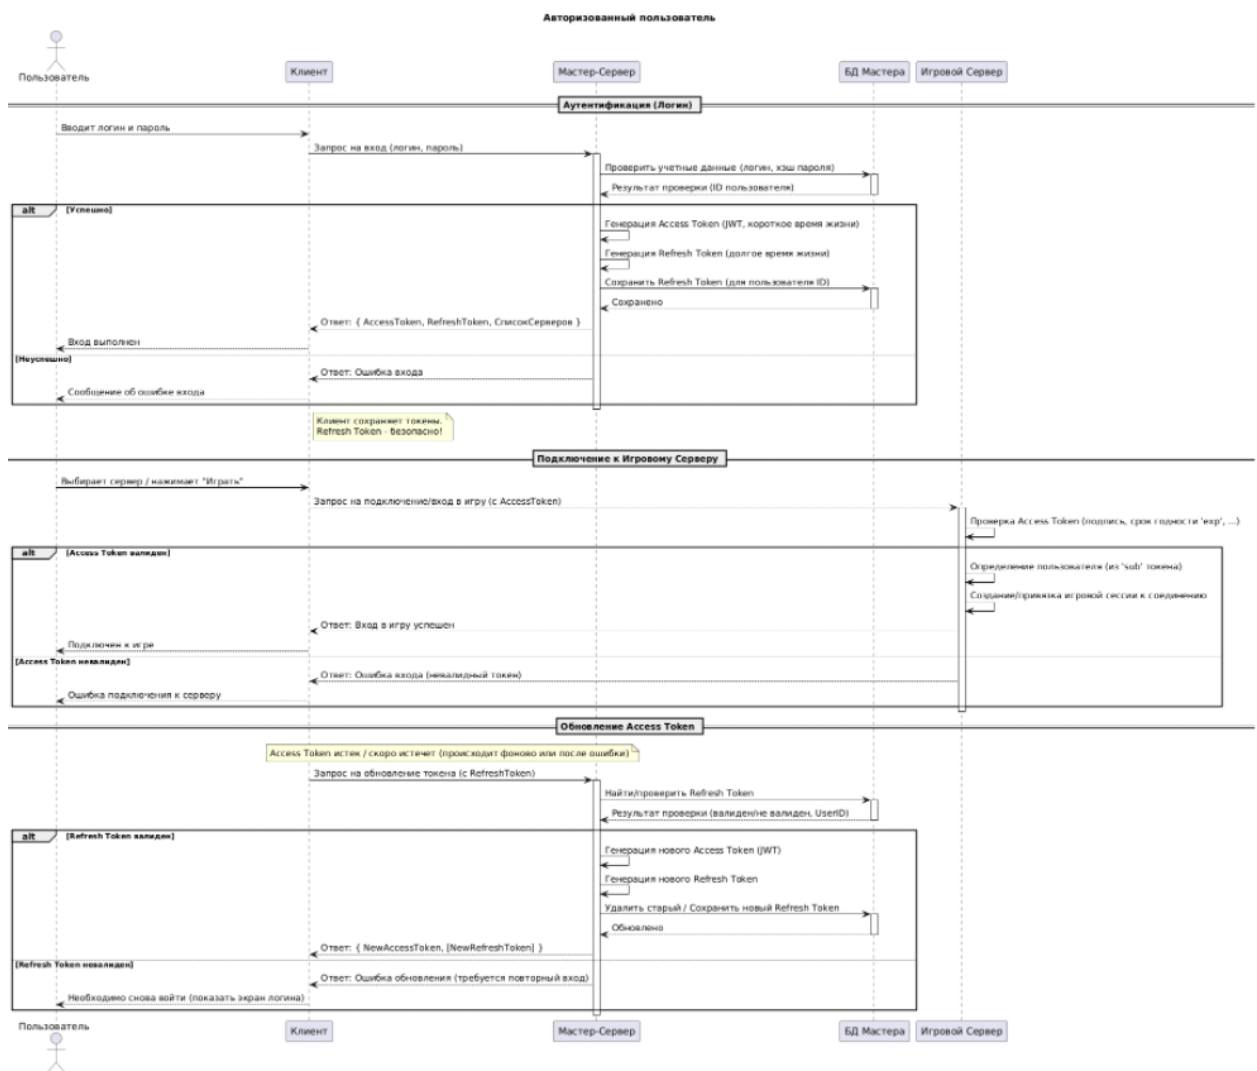 Авторизованный пользователь
Пользователь
Клиент
Мастер-Сервер
БД Мастера
Игровой Сервер
Аутентификация (Логин)
Вводит логин и пароль
Запрос на вход (логин, пароль)
Проверить учетные данные (логин, хэш пароля)
Результат проверки (ID пользователя)
alt
[Успешно]
Генерация Access Token (JWT, короткое время жизни)
Генерация Refresh Token (долгое время жизни)
Сохранить Refresh Token (для пользователя ID)
Сохранено
Ответ: { AccessToken, RefreshToken, СписокСерверов }
Вход выполнен
[Неуспешно]
Ответ: Ошибка входа
Сообщение об ошибке входа
Клиент сохраняет токены.
Refresh Token - безопасно!
Подключение к Игровому Серверу
Выбирает сервер / нажимает "Играть"
Запрос на подключение/вход в игру (с AccessToken)
Проверка Access Token (подпись, срок годности 'exp', ...)
alt
[Access Token валиден]
Определение пользователя (из 'sub' токена)
Создание/привязка игровой сессии к соединению
Ответ: Вход в игру успешен
Подключен к игре
[Access Token невалиден]
Ответ: Ошибка входа (невалидный токен)
Ошибка подключения к серверу
Обновление Access Token
Access Token истек / скоро истечет (происходит фоново или после ошибки)
Запрос на обновление токена (с RefreshToken)
Найти/проверить Refresh Token
Результат проверки (валиден/не валиден, UserID)
alt
[Refresh Token валиден]
Генерация нового Access Token (JWT)
Генерация нового Refresh Token
Удалить старый / Сохранить новый Refresh Token
Обновлено
Ответ: { NewAccessToken, [NewRefreshToken] }
[Refresh Token невалиден]
Ответ: Ошибка обновления (требуется повторный вход)
Необходимо снова войти (показать экран логина)
Пользователь
Клиент
Мастер-Сервер
БД Мастера
Игровой Сервер